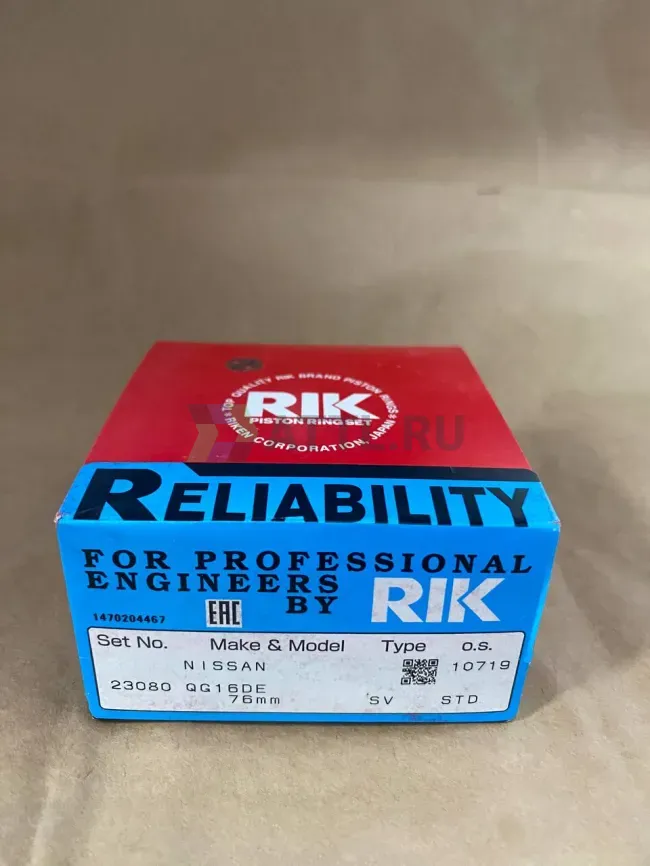 TOP QUALITY RIK BRAND PISTON RINGS
RIK
PISTON RING SET
RIKEN CORPORATION, JAPAN
RELIABILITY
FOR PROFESSIONAL
ENGINEERS
BY RIK
1470204467 EAC
Set No. Make & Model Type o.s.
NISSAN 10719
23080 QG16DE
76mm SV STD